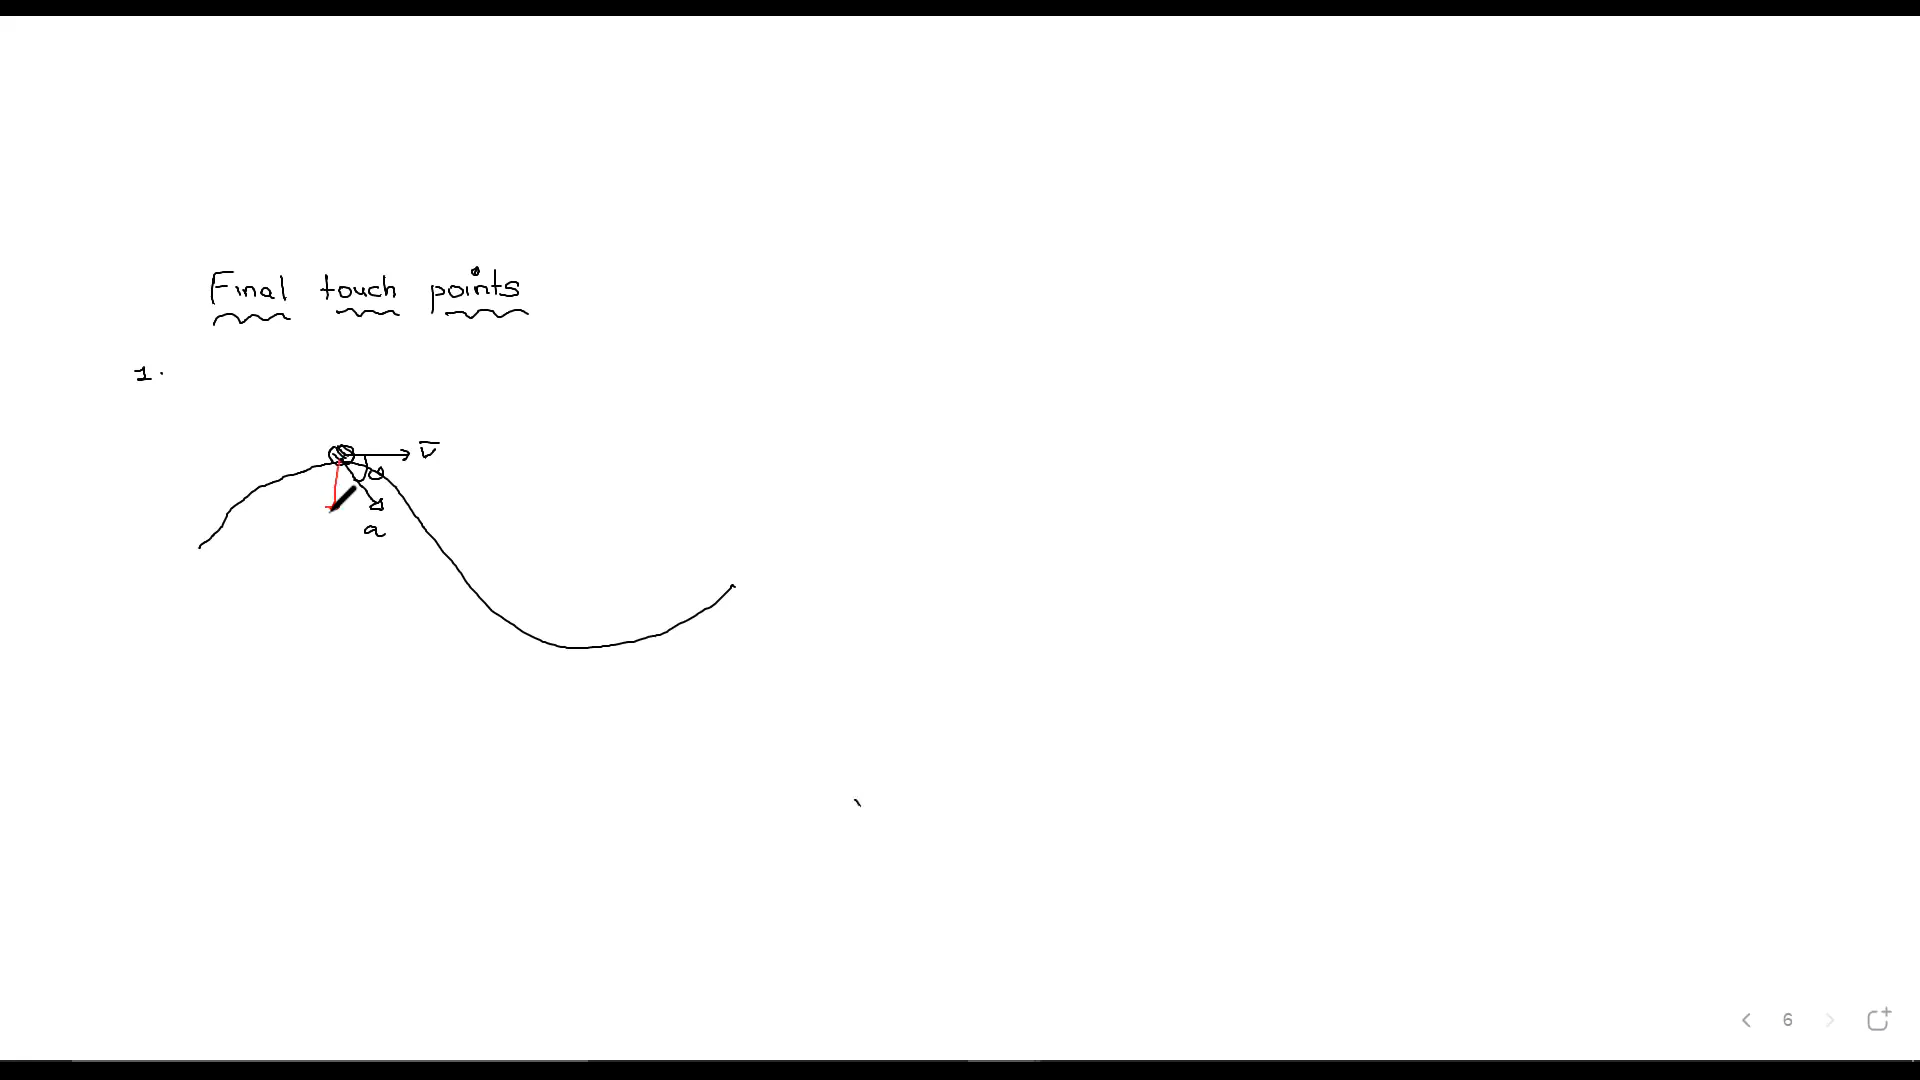 Final touch points
1.
v̅
θ
a
6